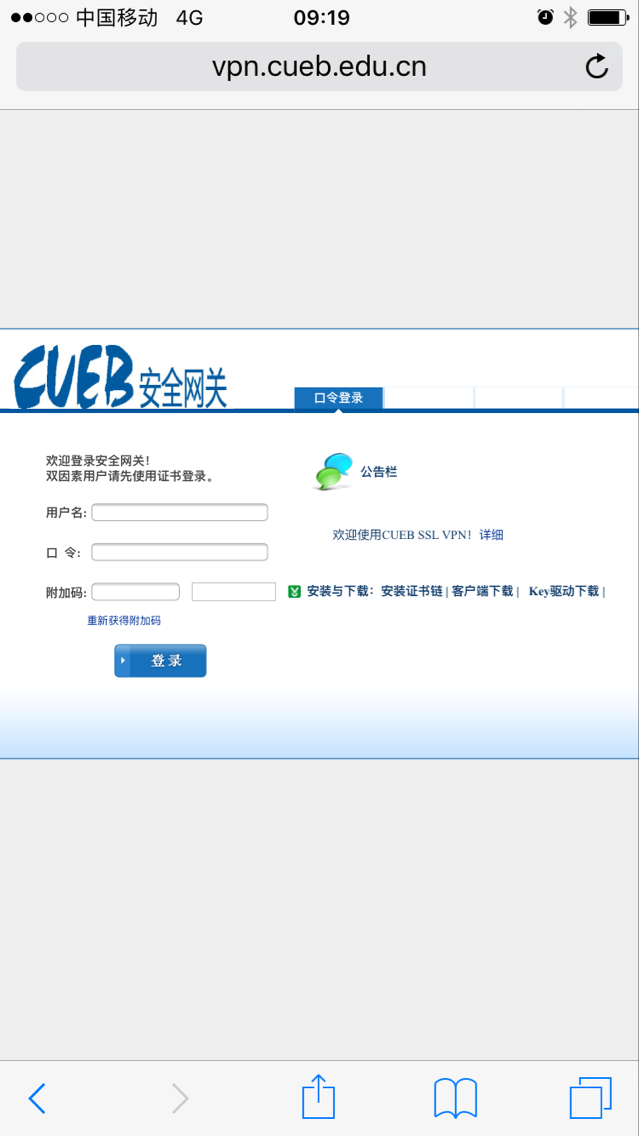 中国移动 4G 09:19
vpn.cueb.edu.cn
CUEB安全网关
口令登录
欢迎登录安全网关！
双因素用户请先使用证书登录。
公告栏
用户名:
欢迎使用CUEB SSL VPN！详细
口 令:
附加码:
安装与下载：安装证书链 | 客户端下载 | Key驱动下载 |
重新获得附加码
登 录